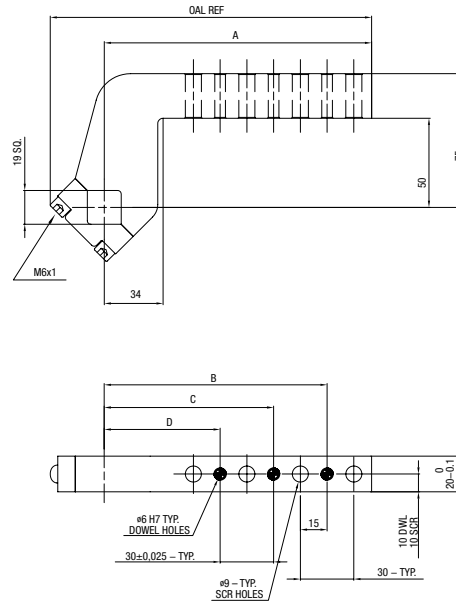 OAL REF
A
19 SQ.
50
M6x1
34
B
C
D
0
20-0.1
ø6 H7 TYP.
DOWEL HOLES
15
10 DWL
10 SCR
30±0,025 – TYP.
ø9 – TYP.
SCR HOLES
30 – TYP.